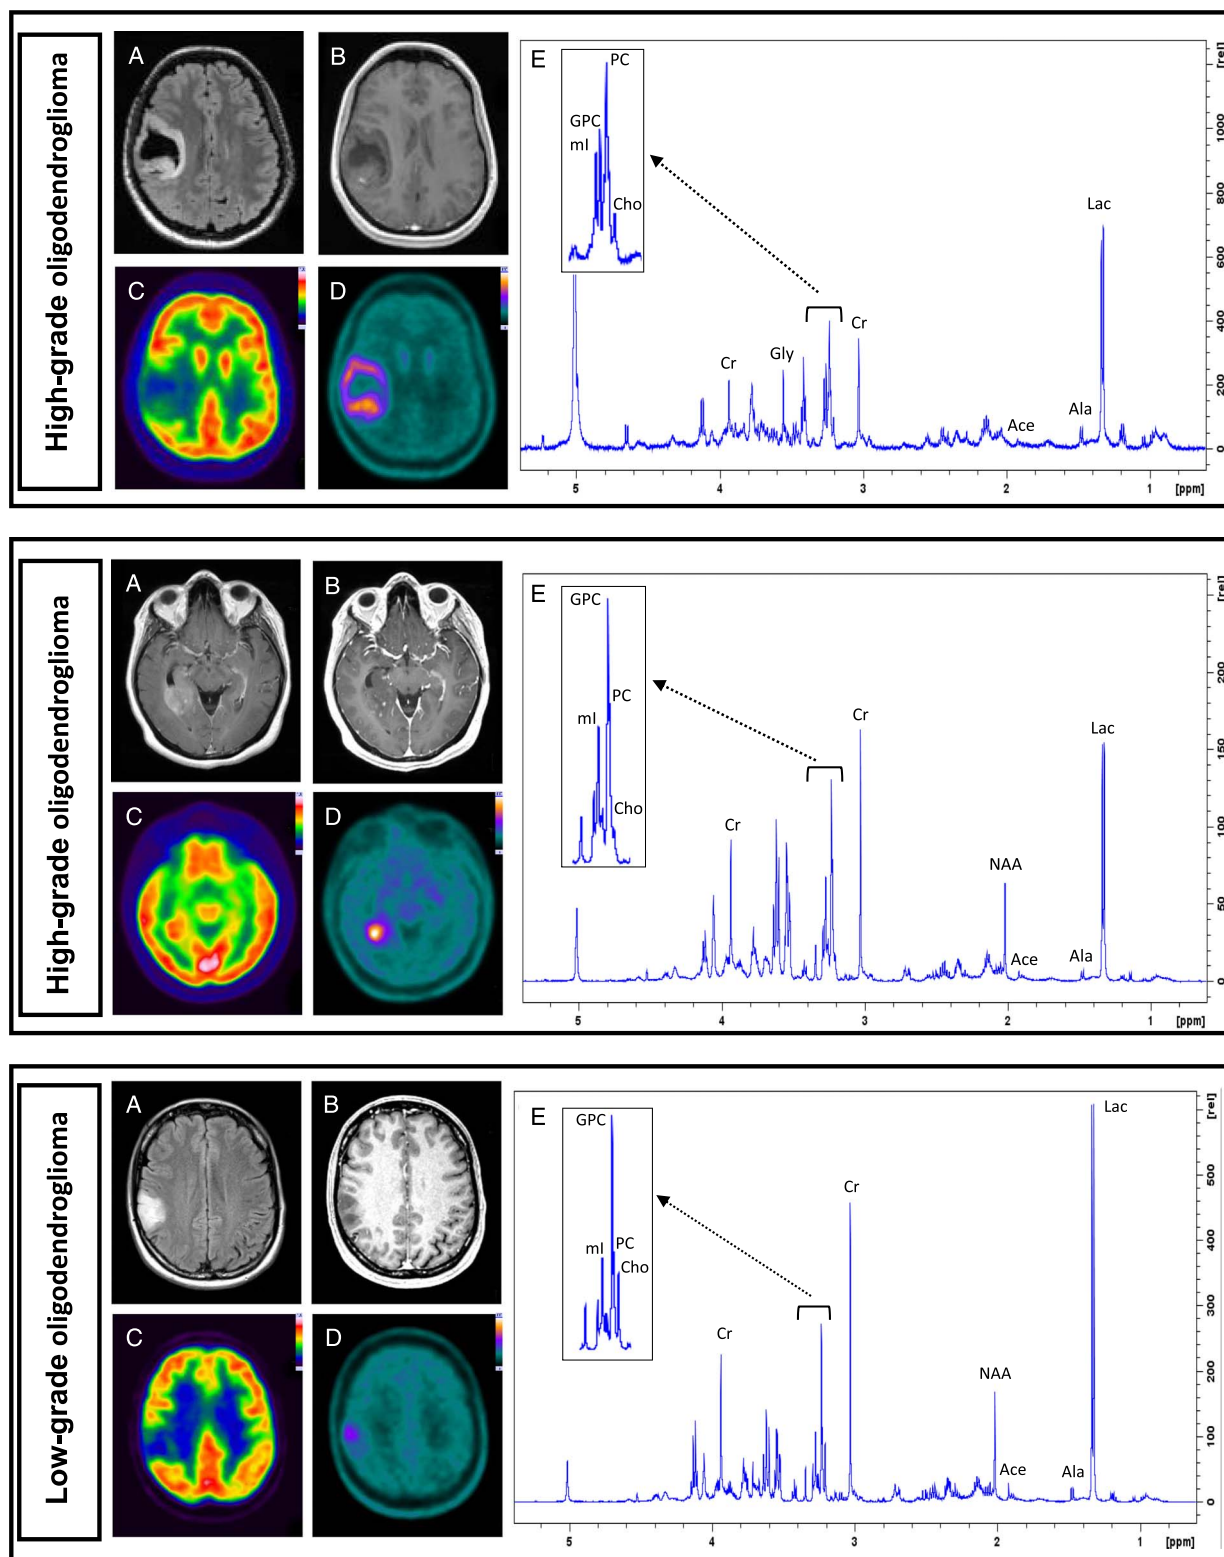 High-grade oligodendroglioma
A
B
C
D
E
PC
GPC
mI
Cho
Cr
Gly
Cr
Lac
Ace
Ala
[rel]
1000
800
600
400
200
0
5
4
3
2
1
[ppm]
High-grade oligodendroglioma
A
B
C
D
E
GPC
PC
mI
Cho
Cr
Cr
NAA
Ace
Ala
Lac
[rel]
200
150
100
50
0
5
4
3
2
1
[ppm]
Low-grade oligodendroglioma
A
B
C
D
E
GPC
mI
PC
Cho
Cr
Cr
NAA
Ace
Ala
Lac
[rel]
500
400
300
200
100
0
5
4
3
2
1
[ppm]